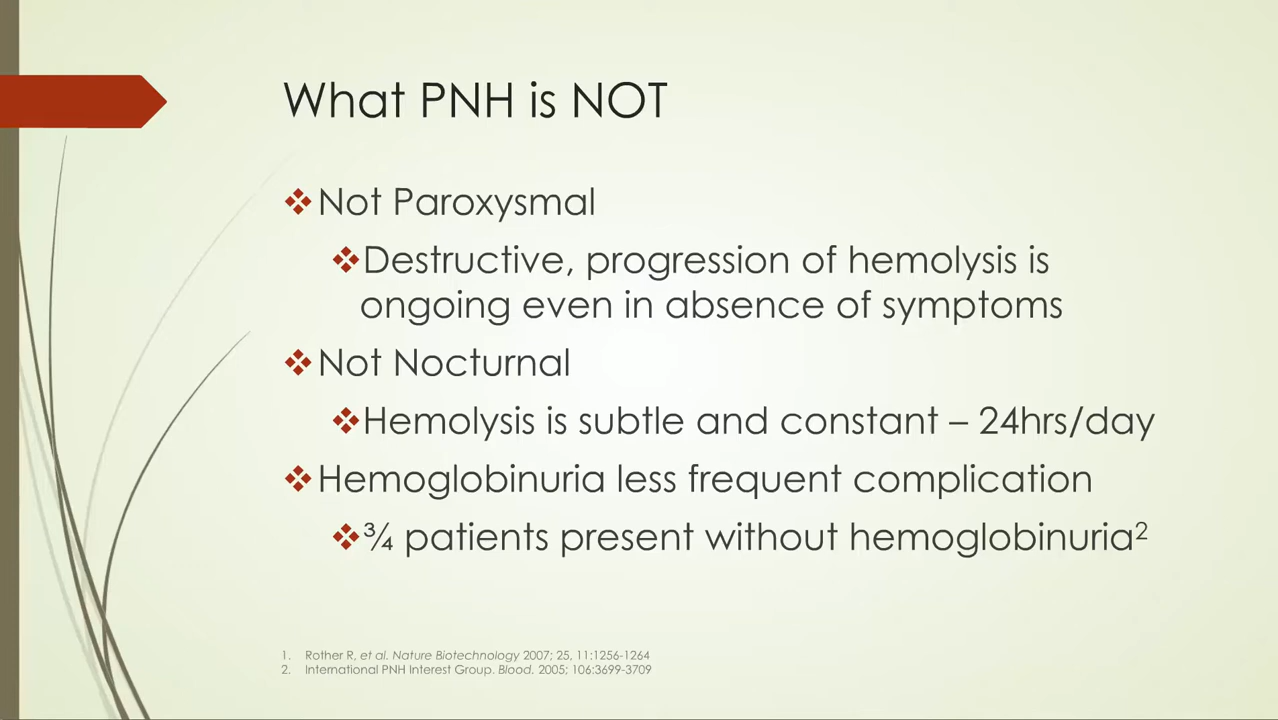 What PNH is NOT
❖Not Paroxysmal
❖Destructive, progression of hemolysis is
ongoing even in absence of symptoms
❖Not Nocturnal
❖Hemolysis is subtle and constant – 24hrs/day
❖Hemoglobinuria less frequent complication
❖¾ patients present without hemoglobinuria²
1. Rother R, et al. Nature Biotechnology 2007; 25, 11:1256-1264
2. International PNH Interest Group. Blood. 2005; 106:3699-3709